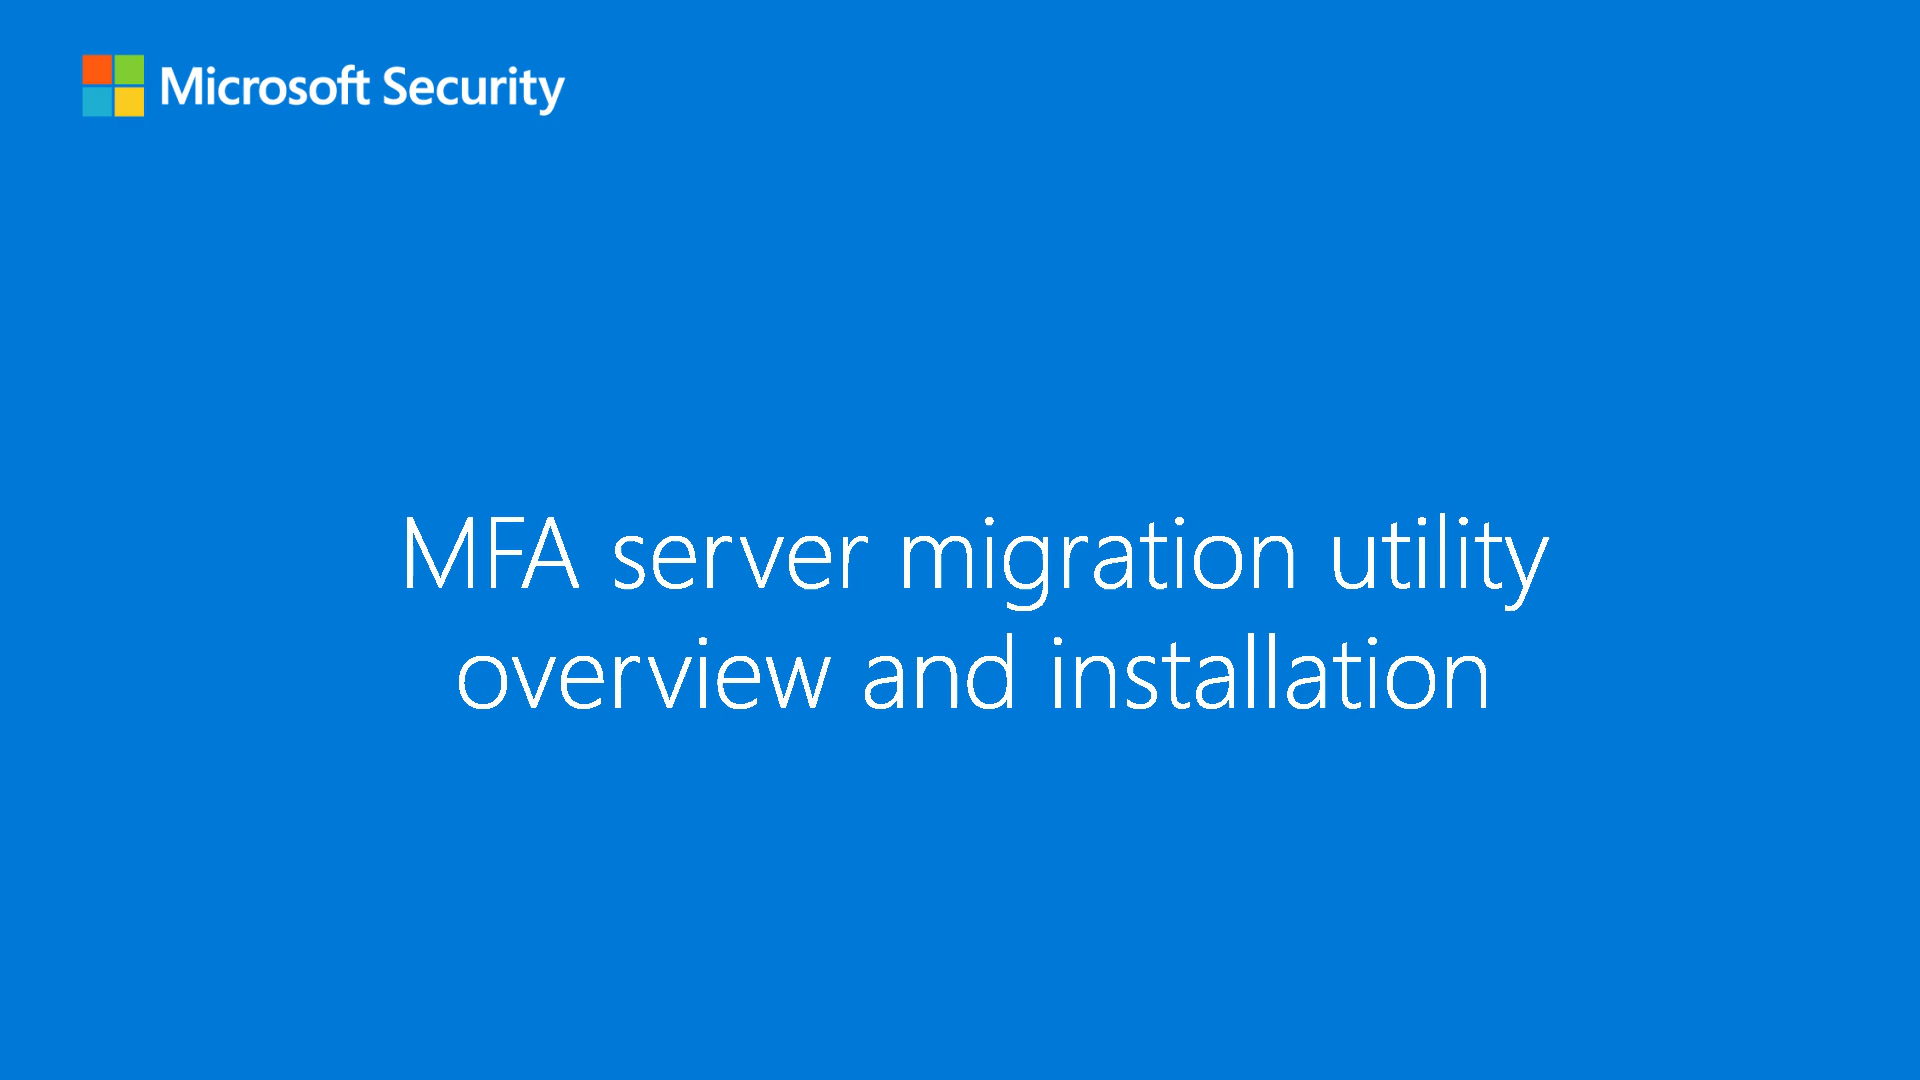 Microsoft Security
MFA server migration utility
overview and installation